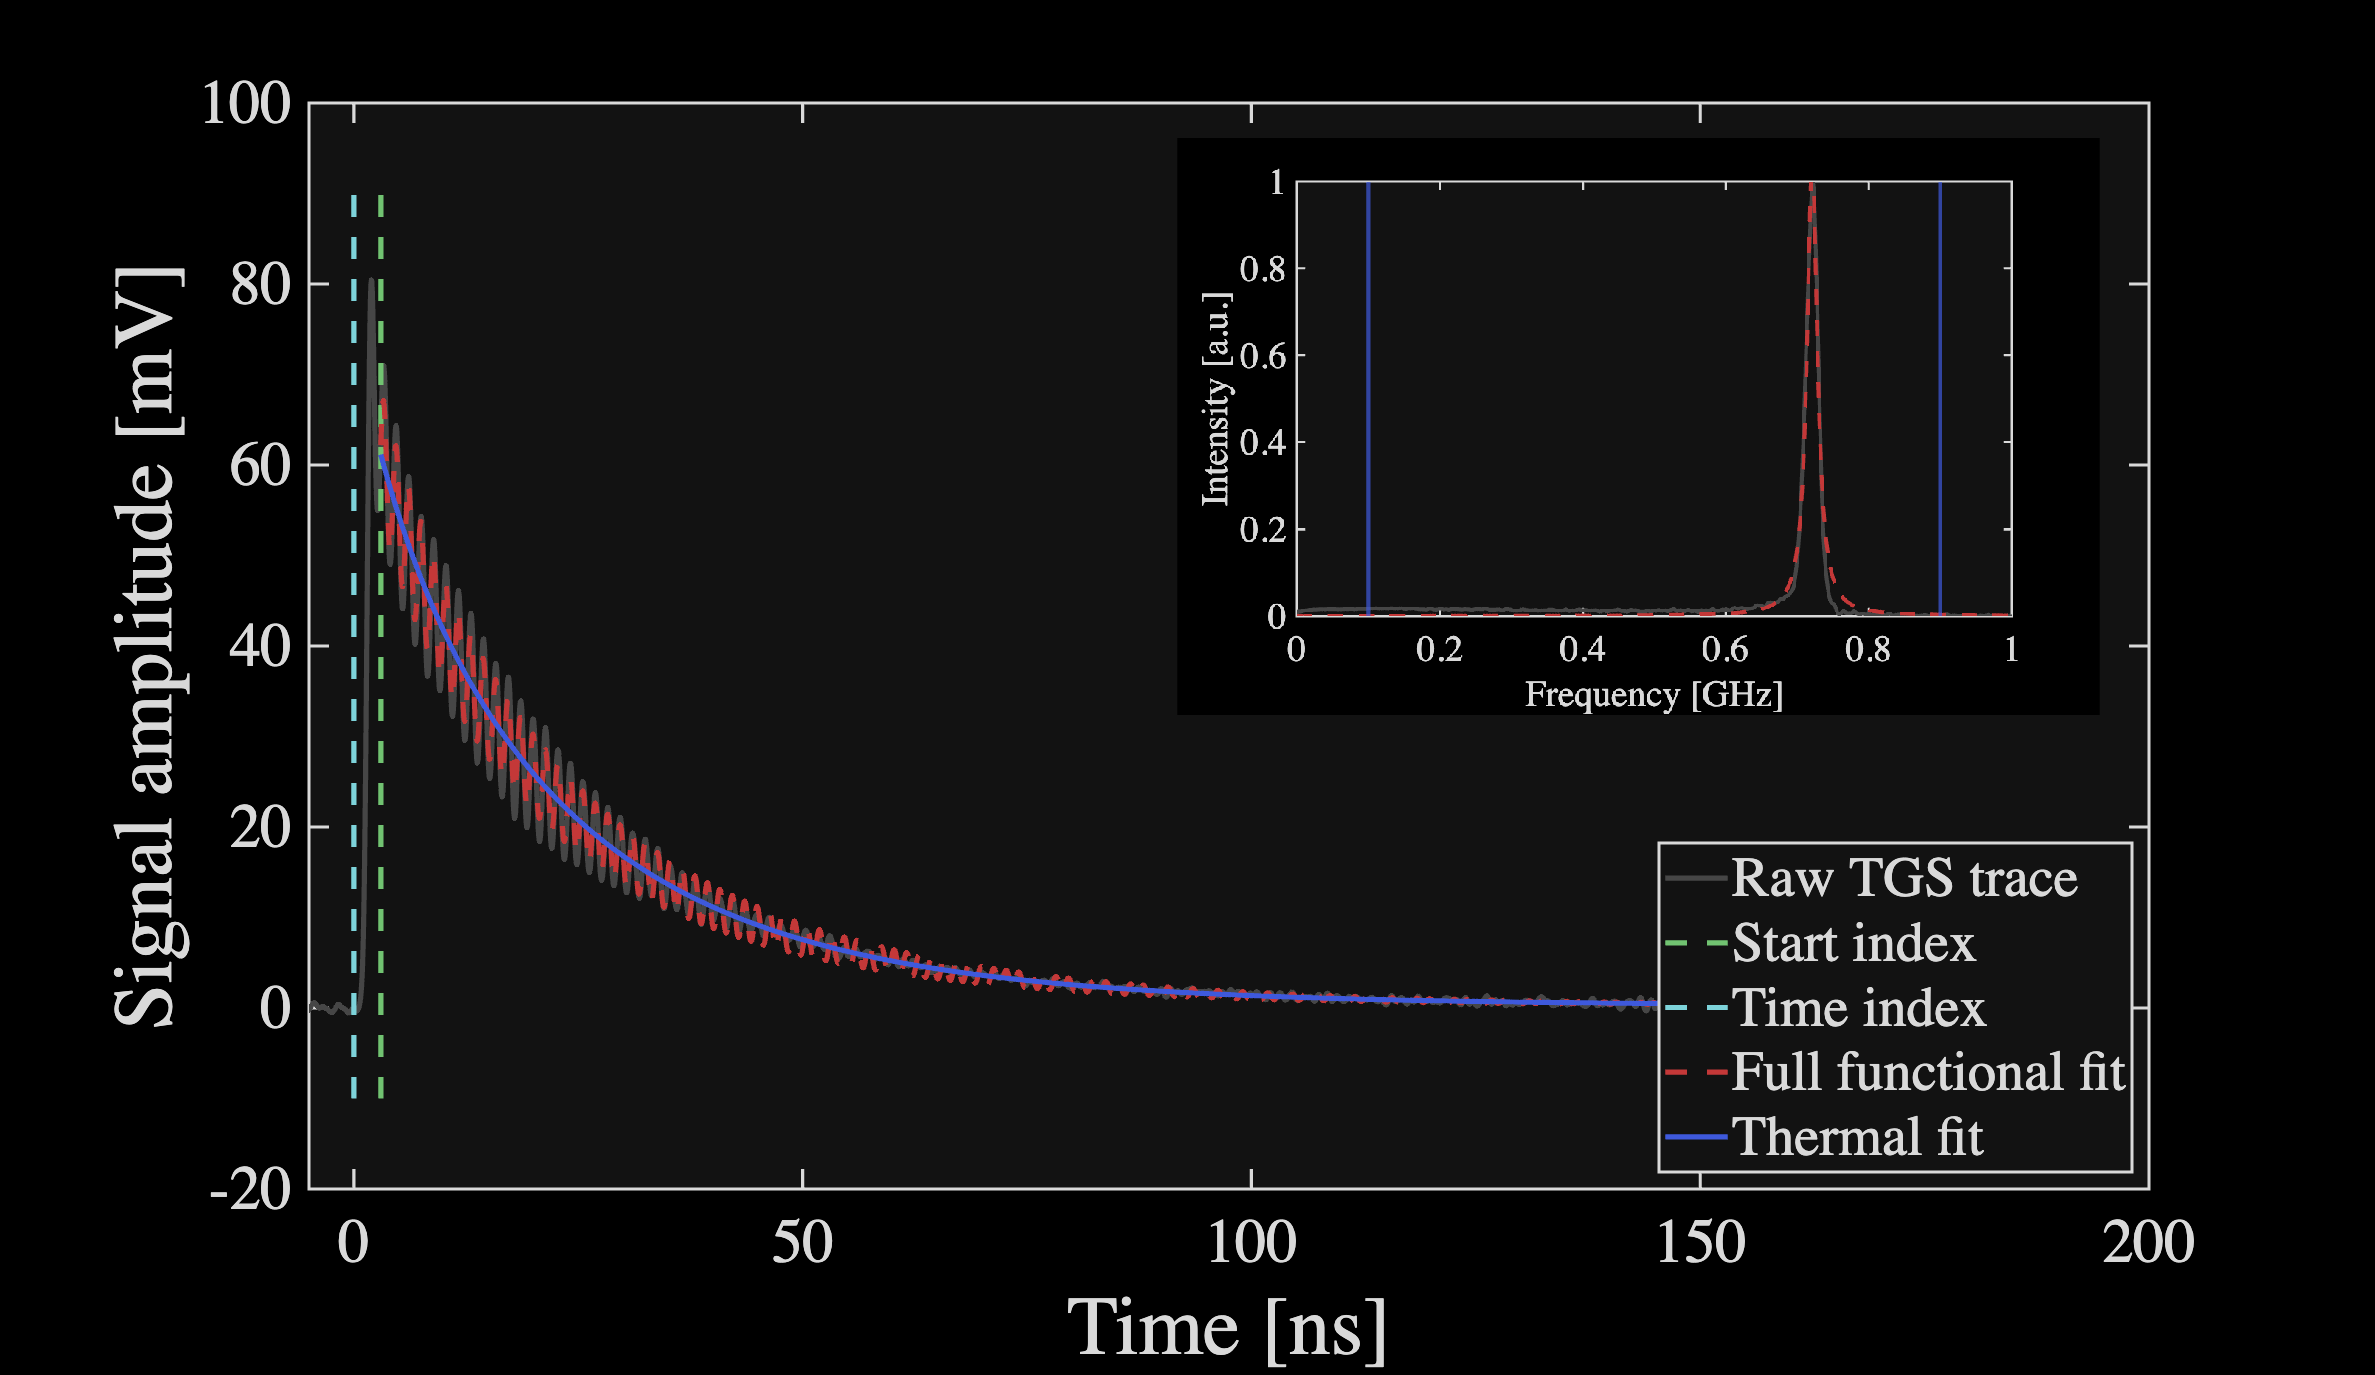 Signal amplitude [mV]
100
80
60
40
20
0
-20
0 50 100 150 200
Time [ns]
Intensity [a.u.]
1
0.8
0.6
0.4
0.2
0
0 0.2 0.4 0.6 0.8 1
Frequency [GHz]
Raw TGS trace
Start index
Time index
Full functional fit
Thermal fit